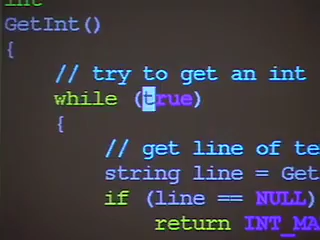 int
GetInt()
{
// try to get an int
while (true)
{
// get line of te
string line = Get
if (line == NULL)
return INT_MA